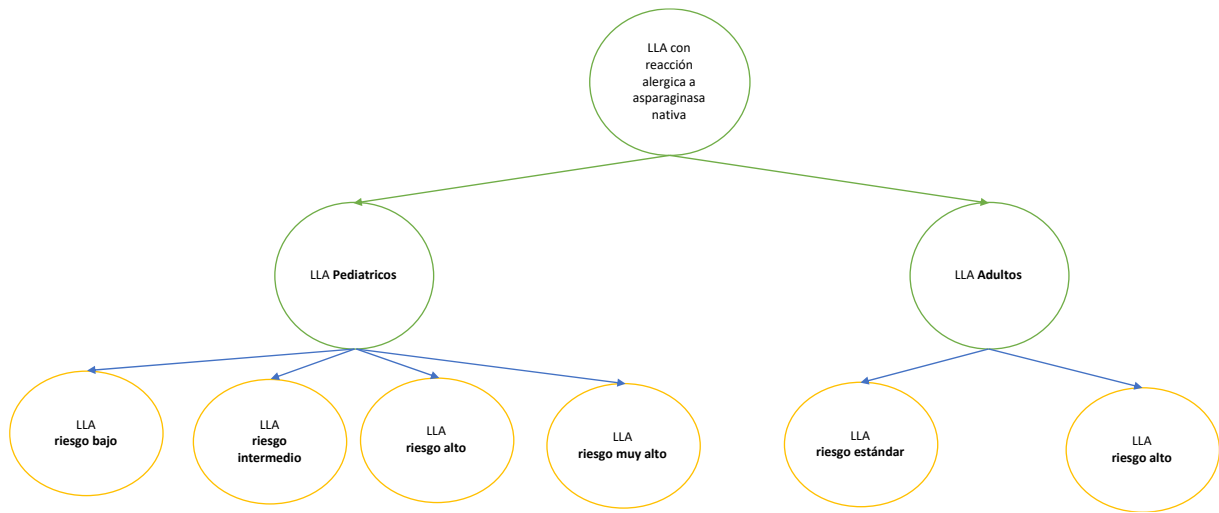 LLA con
reacción
alergica a
asparaginasa
nativa
LLA Pediatricos
LLA Adultos
LLA
riesgo bajo
LLA
riesgo
intermedio
LLA
riesgo alto
LLA
riesgo muy alto
LLA
riesgo estándar
LLA
riesgo alto